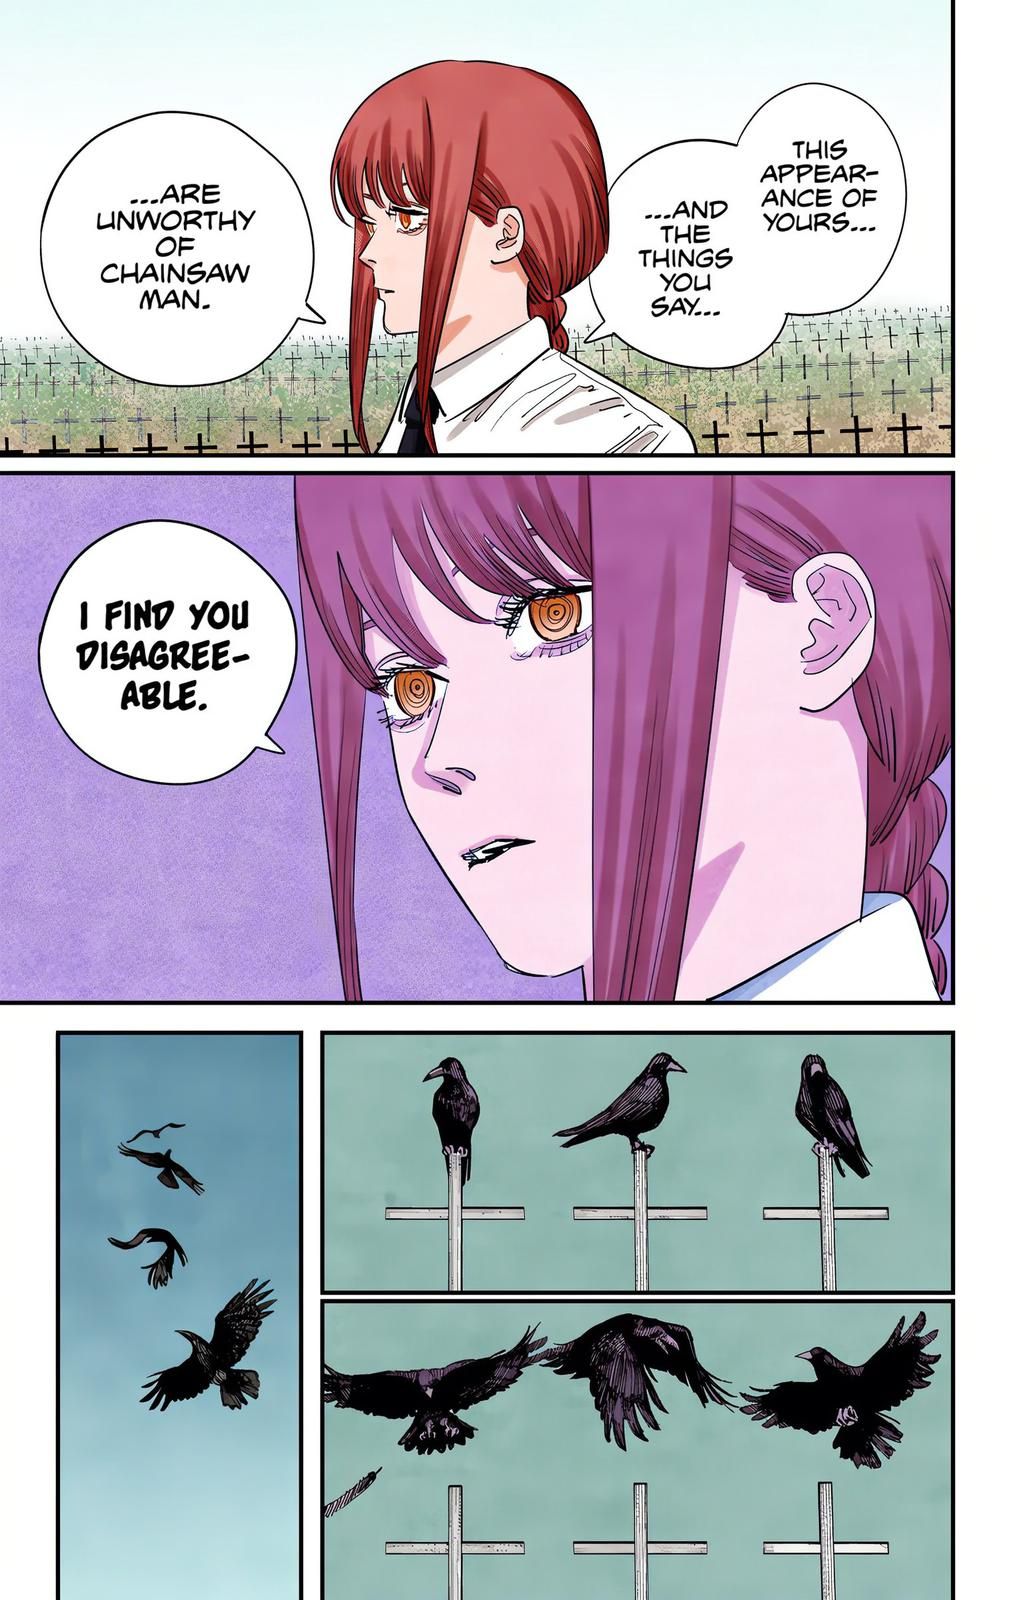 THIS
APPEAR-
ANCE OF
YOURS...
...AND
THE
THINGS
YOU
SAY...
...ARE
UNWORTHY
OF
CHAINSAW
MAN.
I FIND YOU
DISAGREE-
ABLE.